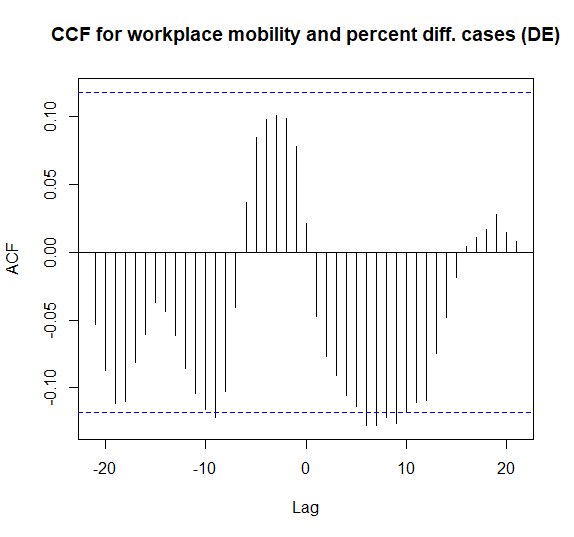 CCF for workplace mobility and percent diff. cases (DE)
ACF
0.10
0.05
0.00
-0.05
-0.10
-20 -10 0 10 20
Lag